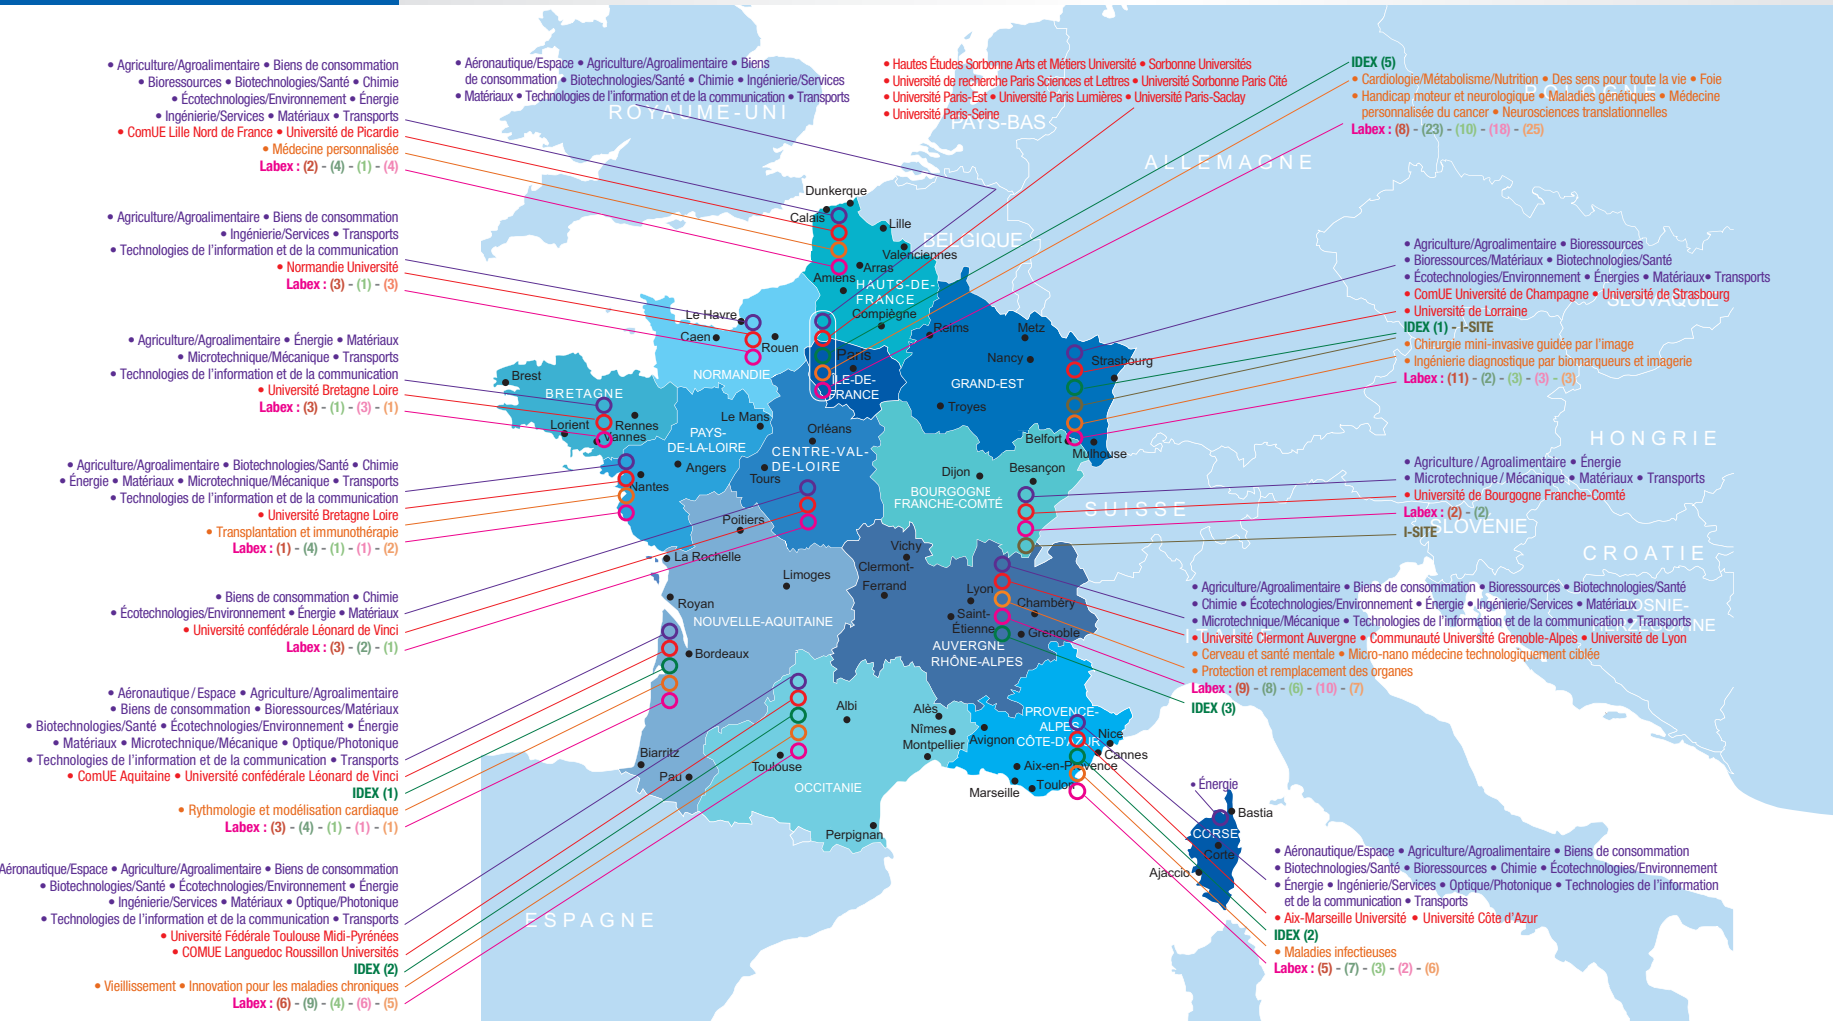 • Agriculture/Agroalimentaire • Biens de consommation
• Bioressources • Biotechnologies/Santé • Chimie
• Écotechnologies/Environnement • Énergie
• Ingénierie/Services • Matériaux • Transports
• ComUE Lille Nord de France • Université de Picardie
• Médecine personnalisée
Labex : (2) - (4) - (1) - (4)
• Aéronautique/Espace • Agriculture/Agroalimentaire • Biens
de consommation • Biotechnologies/Santé • Chimie • Ingénierie/Services
• Matériaux • Technologies de l'information et de la communication • Transports
• Hautes Études Sorbonne Arts et Métiers Université • Sorbonne Universités
• Université de recherche Paris Sciences et Lettres • Université Sorbonne Paris Cité
• Université Paris-Est • Université Paris Lumières • Université Paris-Saclay
• Université Paris-Seine
IDEX (5)
• Cardiologie/Métabolisme/Nutrition • Des sens pour toute la vie • Foie
• Handicap moteur et neurologique • Maladies génétiques • Médecine
personnalisée du cancer • Neurosciences translationnelles
Labex : (8) - (23) - (10) - (18) - (25)
• Agriculture/Agroalimentaire • Biens de consommation
• Ingénierie/Services • Transports
• Technologies de l'information et de la communication
• Normandie Université
Labex : (3) - (1) - (3)
• Agriculture/Agroalimentaire • Énergie • Matériaux
• Microtechnique/Mécanique • Transports
• Technologies de l'information et de la communication
• Université Bretagne Loire
Labex : (3) - (1) - (3) - (1)
• Agriculture/Agroalimentaire • Biotechnologies/Santé • Chimie
• Énergie • Matériaux • Microtechnique/Mécanique • Transports
• Technologies de l'information et de la communication
• Université Bretagne Loire
• Transplantation et immunothérapie
Labex : (1) - (4) - (1) - (1) - (2)
• Biens de consommation • Chimie
• Écotechnologies/Environnement • Énergie • Matériaux
• Université confédérale Léonard de Vinci
Labex : (3) - (2) - (1)
• Aéronautique/Espace • Agriculture/Agroalimentaire
• Biens de consommation • Bioressources/Matériaux
• Biotechnologies/Santé • Écotechnologies/Environnement • Énergie
• Matériaux • Microtechnique/Mécanique • Optique/Photonique
• Technologies de l'information et de la communication • Transports
• ComUE Aquitaine • Université confédérale Léonard de Vinci
IDEX (1)
• Rythmologie et modélisation cardiaque
Labex : (3) - (4) - (1) - (1) - (1)
Aéronautique/Espace • Agriculture/Agroalimentaire • Biens de consommation
• Biotechnologies/Santé • Écotechnologies/Environnement • Énergie
• Ingénierie/Services • Matériaux • Optique/Photonique
• Technologies de l'information et de la communication • Transports
• Université Fédérale Toulouse Midi-Pyrénées
• COMUE Languedoc Roussillon Universités
IDEX (2)
• Vieillissement • Innovation pour les maladies chroniques
Labex : (6) - (9) - (4) - (6) - (5)
• Agriculture/Agroalimentaire • Bioressources
• Bioressources/Matériaux • Biotechnologies/Santé
• Écotechnologies/Environnement • Énergies • Matériaux• Transports
• ComUE Université de Champagne • Université de Strasbourg
• Université de Lorraine
IDEX (1) - I-SITE
• Chirurgie mini-invasive guidée par l'image
• Ingénierie diagnostique par biomarqueurs et imagerie
Labex : (11) - (2) - (3) - (3) - (3)
• Agriculture/Agroalimentaire • Énergie
• Microtechnique/Mécanique • Matériaux • Transports
• Université de Bourgogne Franche-Comté
Labex : (2) - (2)
I-SITE
• Agriculture/Agroalimentaire • Biens de consommation • Bioressources • Biotechnologies/Santé
• Chimie • Écotechnologies/Environnement • Énergie • Ingénierie/Services • Matériaux
• Microtechnique/Mécanique • Technologies de l'information et de la communication • Transports
• Université Clermont Auvergne • Communauté Université Grenoble-Alpes • Université de Lyon
• Cerveau et santé mentale • Micro-nano médecine technologiquement ciblée
• Protection et remplacement des organes
Labex : (9) - (8) - (6) - (10) - (7)
IDEX (3)
• Énergie
• Aéronautique/Espace • Agriculture/Agroalimentaire • Biens de consommation
• Biotechnologies/Santé • Bioressources • Chimie • Écotechnologies/Environnement
• Énergie • Ingénierie/Services • Optique/Photonique • Technologies de l'information
et de la communication • Transports
• Aix-Marseille Université • Université Côte d'Azur
IDEX (2)
• Maladies infectieuses
Labex : (5) - (7) - (3) - (2) - (6)
ROYAUME-UNI
PAYS-BAS
POLOGNE
ALLEMAGNE
BELGIQUE
SLOVAQUIE
HONGRIE
SUISSE
SLOVÉNIE
CROATIE
BOSNIE-
HERZÉGOVINE
ESPAGNE
Dunkerque
Calais
Lille
Valenciennes
Arras
Amiens
HAUTS-DE-
FRANCE
Compiègne
Le Havre
Caen
Rouen
NORMANDIE
Paris
ÎLE-DE-
FRANCE
Reims
Metz
Nancy
Strasbourg
GRAND-EST
Troyes
Belfort
Mulhouse
Brest
BRETAGNE
Lorient
Rennes
Vannes
Le Mans
PAYS-
DE-LA-LOIRE
Angers
Nantes
Orléans
CENTRE-VAL-
DE-LOIRE
Tours
Dijon
Besançon
BOURGOGNE
FRANCHE-COMTÉ
Poitiers
La Rochelle
Limoges
Royan
NOUVELLE-AQUITAINE
Bordeaux
Biarritz
Pau
Vichy
Clermont-
Ferrand
Lyon
Chambéry
Saint-
Étienne
Grenoble
AUVERGNE
RHÔNE-ALPES
Albi
Alès
Nîmes
Montpellier
Toulouse
OCCITANIE
Perpignan
PROVENCE-
ALPES
CÔTE-D'AZUR
Avignon
Nice
Cannes
Aix-en-Provence
Toulon
Marseille
Bastia
CORSE
Corte
Ajaccio